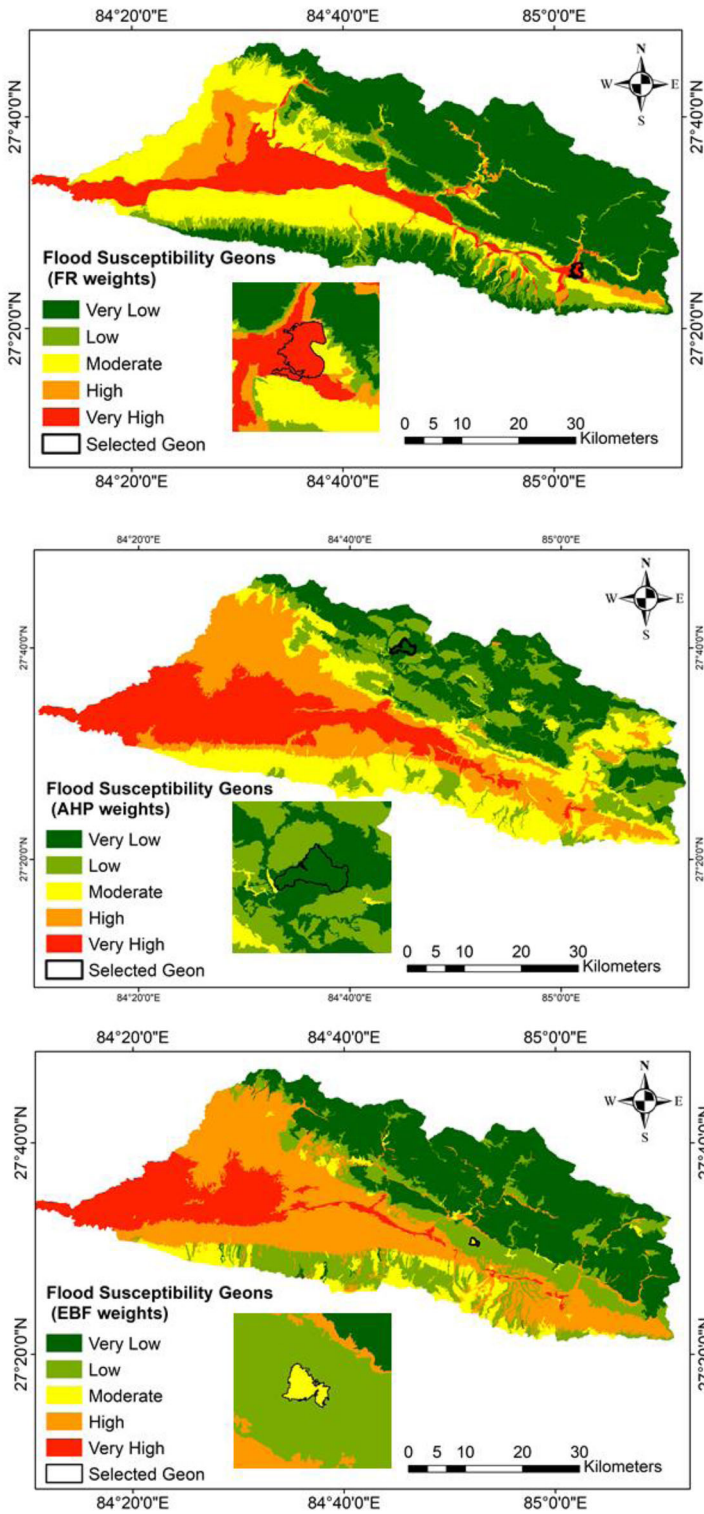 84°20'0"E 84°40'0"E 85°0'0"E
N
W E
S
27°40'0"N 27°40'0"N
27°20'0"N 27°20'0"N
Flood Susceptibility Geons
(FR weights)
Very Low
Low
Moderate
High
Very High
Selected Geon
0 5 10 20 30
Kilometers
84°20'0"E 84°40'0"E 85°0'0"E
84°20'0"E 84°40'0"E 85°0'0"E
N
W E
S
27°40'0"N 27°40'0"N
27°20'0"N 27°20'0"N
Flood Susceptibility Geons
(AHP weights)
Very Low
Low
Moderate
High
Very High
Selected Geon
0 5 10 20 30
Kilometers
84°20'0"E 84°40'0"E 85°0'0"E
84°20'0"E 84°40'0"E 85°0'0"E
N
W E
S
27°40'0"N 27°40'0"N
27°20'0"N 27°20'0"N
Flood Susceptibility Geons
(EBF weights)
Very Low
Low
Moderate
High
Very High
Selected Geon
0 5 10 20 30
Kilometers
84°20'0"E 84°40'0"E 85°0'0"E